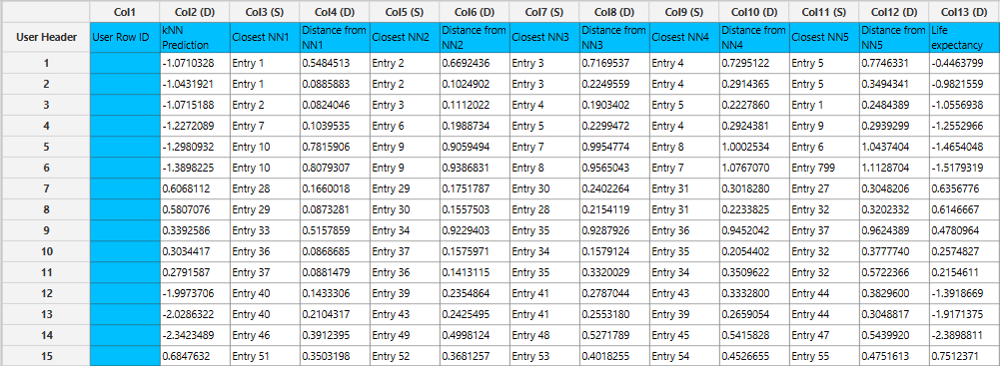 Col1 Col2 (D) Col3 (S) Col4 (D) Col5 (S) Col6 (D) Col7 (S) Col8 (D) Col9 (S) Col10 (D) Col11 (S) Col12 (D) Col13 (D)
User Header User Row ID kNN Prediction Closest NN1 Distance from NN1 Closest NN2 Distance from NN2 Closest NN3 Distance from NN3 Closest NN4 Distance from NN4 Closest NN5 Distance from NN5 Life expectancy
1 -1.0710328 Entry 1 0.5484513 Entry 2 0.6692436 Entry 3 0.7169537 Entry 4 0.7295122 Entry 5 0.7746331 -0.4463799
2 -1.0431921 Entry 1 0.0885883 Entry 2 0.1024902 Entry 3 0.2249559 Entry 4 0.2914365 Entry 5 0.3494341 -0.9821559
3 -1.0715188 Entry 2 0.0824046 Entry 3 0.1112022 Entry 4 0.1903402 Entry 5 0.2227860 Entry 1 0.2484389 -1.0556938
4 -1.2272089 Entry 7 0.1039535 Entry 6 0.1988734 Entry 5 0.2299472 Entry 4 0.2924381 Entry 9 0.2939299 -1.2552966
5 -1.2980932 Entry 10 0.7815906 Entry 9 0.9059494 Entry 7 0.9954774 Entry 8 1.0002534 Entry 6 1.0437404 -1.4654048
6 -1.3898225 Entry 10 0.8079307 Entry 9 0.9386831 Entry 8 0.9565043 Entry 7 1.0767070 Entry 799 1.1128704 -1.5179319
7 0.6068112 Entry 28 0.1660018 Entry 29 0.1751787 Entry 30 0.2402264 Entry 31 0.3018280 Entry 27 0.3048206 0.6356776
8 0.5807076 Entry 29 0.0873281 Entry 30 0.1557503 Entry 28 0.2154119 Entry 31 0.2233825 Entry 32 0.3202332 0.6146667
9 0.3392586 Entry 33 0.5157859 Entry 34 0.9229403 Entry 35 0.9287926 Entry 36 0.9452042 Entry 37 0.9624389 0.4780964
10 0.3034417 Entry 36 0.0868685 Entry 37 0.1575971 Entry 34 0.1579124 Entry 35 0.2054402 Entry 34 0.3777740 0.2574827
11 0.2791587 Entry 37 0.0881479 Entry 36 0.1413115 Entry 35 0.3320029 Entry 34 0.3509622 Entry 32 0.5722366 0.2154611
12 -1.9973706 Entry 40 0.1433306 Entry 39 0.2354864 Entry 41 0.2787044 Entry 43 0.3332800 Entry 44 0.3829600 -1.3918669
13 -2.0286322 Entry 40 0.2104317 Entry 43 0.2425495 Entry 41 0.2553180 Entry 39 0.2659054 Entry 44 0.3048817 -1.9171375
14 -2.3423489 Entry 46 0.3912395 Entry 49 0.4998124 Entry 48 0.5271789 Entry 45 0.5415828 Entry 47 0.5439920 -2.3898811
15 0.6847632 Entry 51 0.3503198 Entry 52 0.3681257 Entry 53 0.4018255 Entry 54 0.4526655 Entry 55 0.4751613 0.7512371